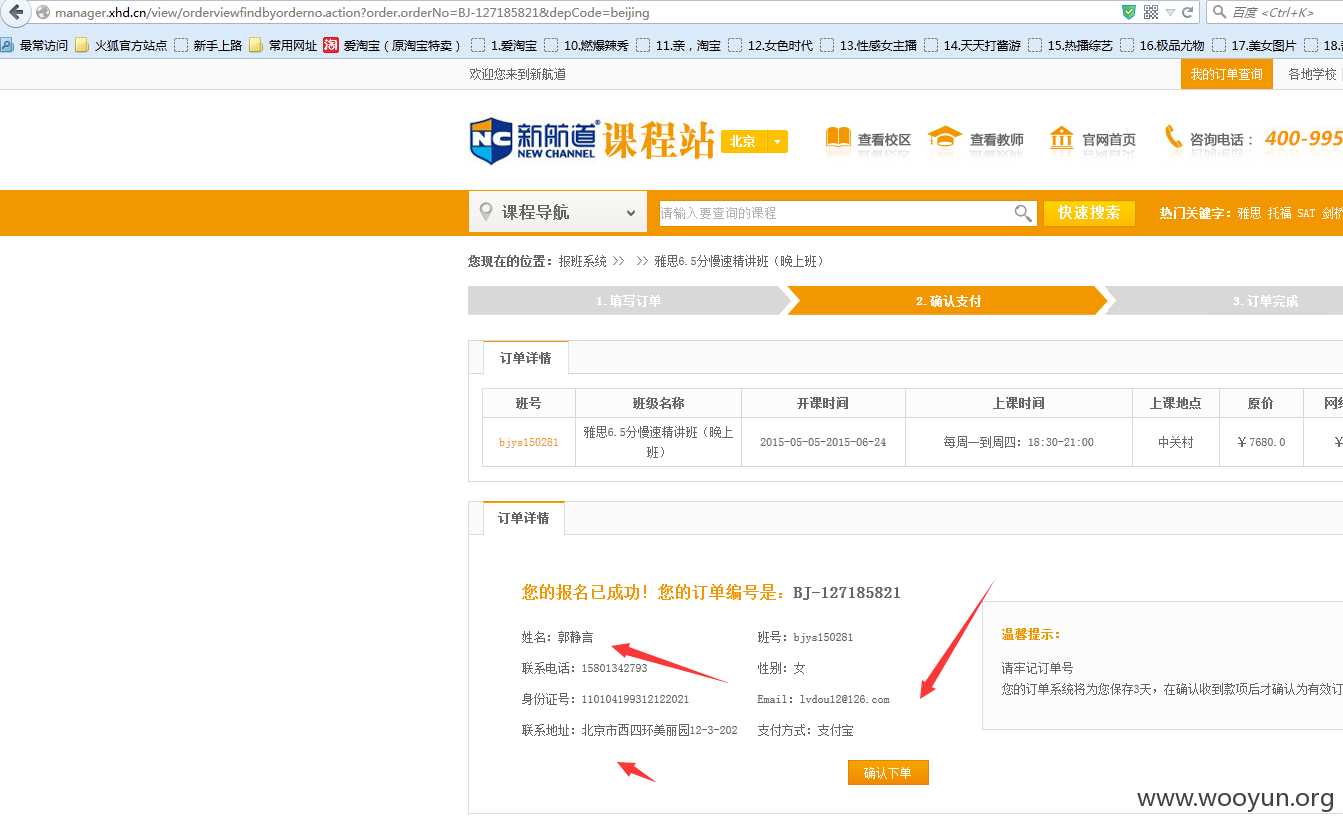 manager.xhd.cn/view/orderviewfindbyorderno.action?order.orderNo=BJ-127185821&depCode=beijing 百度 <Ctrl+K>
最常访问 火狐官方站点 新手上路 常用网址 淘 爱淘宝（原淘宝特卖） 1.爱淘宝 10.燃爆辣秀 11.亲，淘宝 12.女色时代 13.性感女主播 14.天天打酱游 15.热播综艺 16.极品尤物 17.美女图片 18.
欢迎您来到新航道 我的订单查询 各地学校
NC 新航道® NEW CHANNEL 课程站 北京 查看校区 查看教师 官网首页 咨询电话： 400-995
课程导航 请输入要查询的课程 快速搜索 热门关键字： 雅思 托福 SAT 剑桥
您现在的位置：报班系统 >> >> 雅思6.5分慢速精讲班（晚上班）
1.填写订单 2.确认支付 3.订单完成
订单详情
班号 班级名称 开课时间 上课时间 上课地点 原价 网络
bjys150281 雅思6.5分慢速精讲班（晚上班） 2015-05-05-2015-06-24 每周一到周四：18:30-21:00 中关村 ￥7680.0 ￥
订单详情
您的报名已成功！您的订单编号是：BJ-127185821
姓名：郭静言 班号：bjys150281
联系电话：15801342793 性别：女
身份证号：110104199312122021 Email：lvdou12@126.com
联系地址：北京市西四环美丽园12-3-202 支付方式：支付宝
温馨提示：
请牢记订单号
您的订单系统将为您保存3天，在确认收到款项后才确认为有效订
确认下单
www.wooyun.org